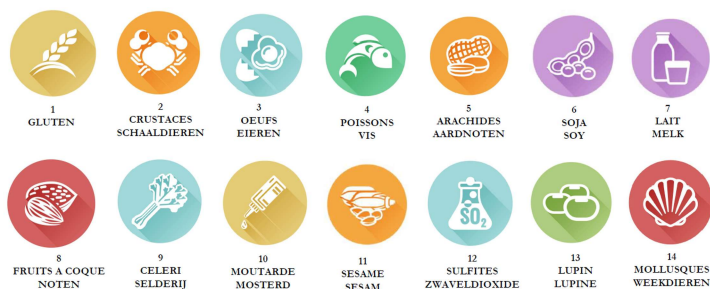 1
GLUTEN
2
CRUSTACES
SCHAALDIEREN
3
OEUFS
EIEREN
4
POISSONS
VIS
5
ARACHIDES
AARDNOTEN
6
SOJA
SOY
7
LAIT
MELK
8
FRUITS A COQUE
NOTEN
9
CELERI
SELDERIJ
10
MOUTARDE
MOSTERD
11
SESAME
SESAM
SO2
12
SULFITES
ZWAVELDIOXIDE
13
LUPIN
LUPINE
14
MOLLUSQUES
WEEKDIEREN